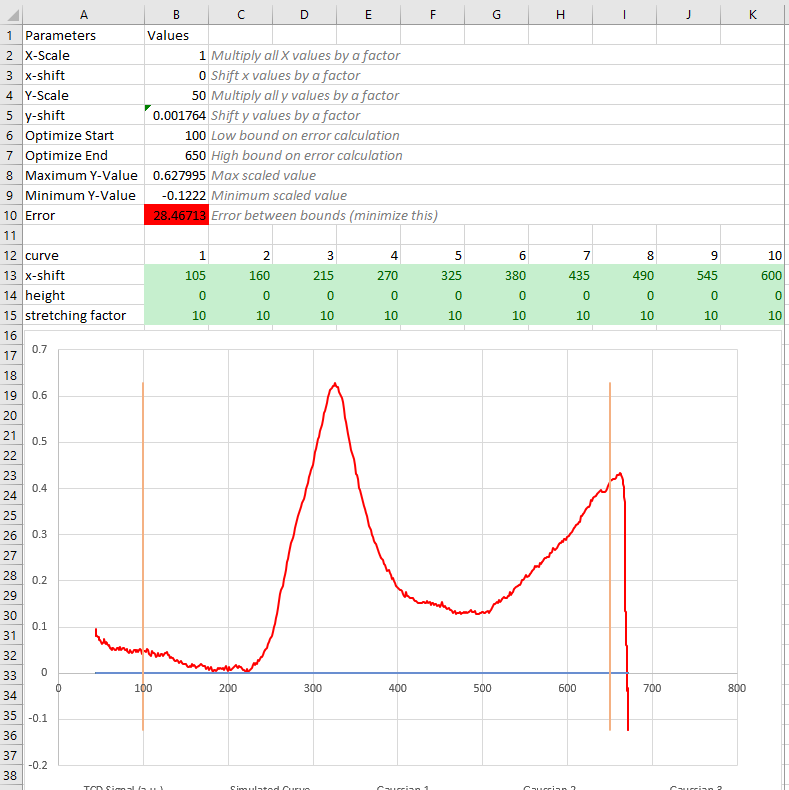 A B C D E F G H I J K
1 Parameters Values
2 X-Scale 1 Multiply all X values by a factor
3 x-shift 0 Shift x values by a factor
4 Y-Scale 50 Multiply all y values by a factor
5 y-shift 0.001764 Shift y values by a factor
6 Optimize Start 100 Low bound on error calculation
7 Optimize End 650 High bound on error calculation
8 Maximum Y-Value 0.627995 Max scaled value
9 Minimum Y-Value -0.1222 Minimum scaled value
10 Error 28.46713 Error between bounds (minimize this)
11
12 curve 1 2 3 4 5 6 7 8 9 10
13 x-shift 105 160 215 270 325 380 435 490 545 600
14 height 0 0 0 0 0 0 0 0 0 0
15 stretching factor 10 10 10 10 10 10 10 10 10 10
16
17 0.7
18
19 0.6
20
21 0.5
22
23
24 0.4
25
26 0.3
27
28 0.2
29
30
31 0.1
32
33 0
34 0 100 200 300 400 500 600 700 800
35 -0.1
36
37
38 -0.2
TCD Signal (a.u.) Simulated Curve Gaussian 1 Gaussian 2 Gaussian 3